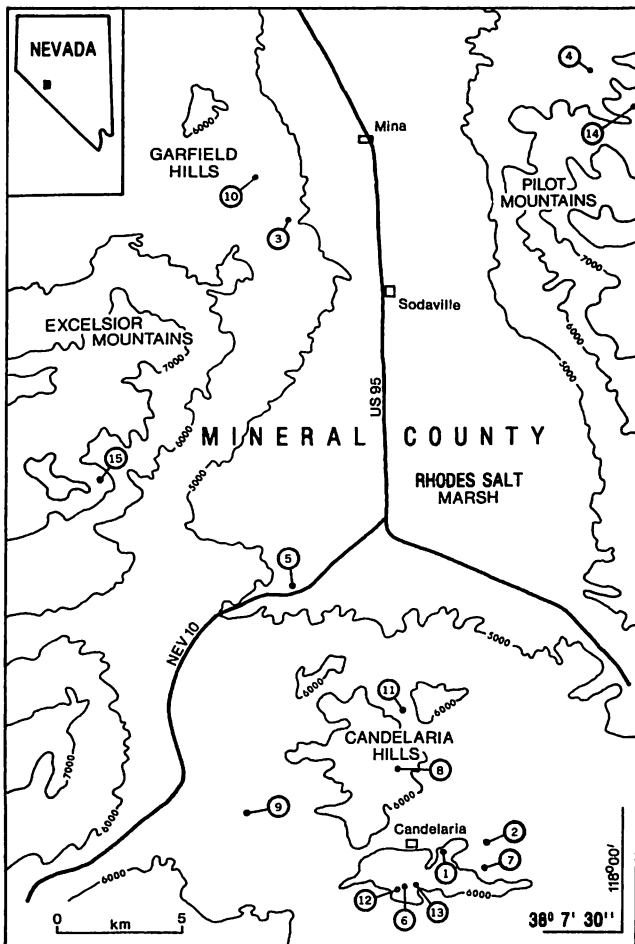 NEVADA
6000
GARFIELD
HILLS
Mina
4
14
10
3
PILOT
MOUNTAINS
7000
6000
5000
Sodaville
EXCELSIOR
MOUNTAINS
7000
6000
5000
US 95
MINERAL COUNTY
RHODES SALT
MARSH
15
5
NEV 10
5000
6000
11
6000
CANDELARIA
HILLS
7000
8
6000
9
Candelaria
2
1
7
6000
12
6
13
6000
0 5
km
118°00'
38° 7' 30"